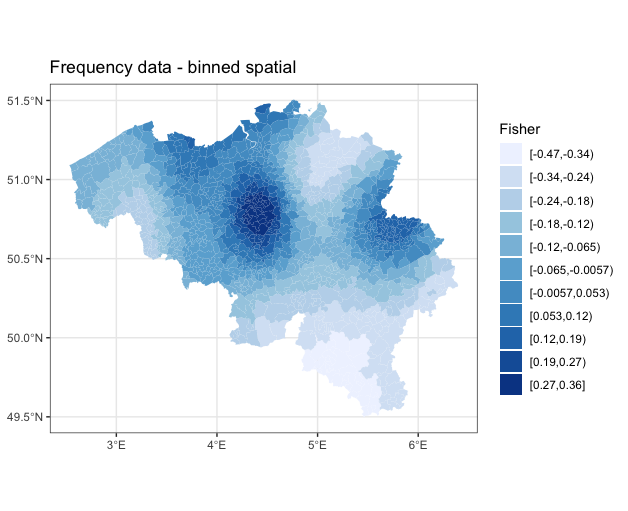 Frequency data - binned spatial
51.5°N
51.0°N
50.5°N
50.0°N
49.5°N
3°E
4°E
5°E
6°E
Fisher
[-0.47,-0.34)
[-0.34,-0.24)
[-0.24,-0.18)
[-0.18,-0.12)
[-0.12,-0.065)
[-0.065,-0.0057)
[-0.0057,0.053)
[0.053,0.12)
[0.12,0.19)
[0.19,0.27)
[0.27,0.36]